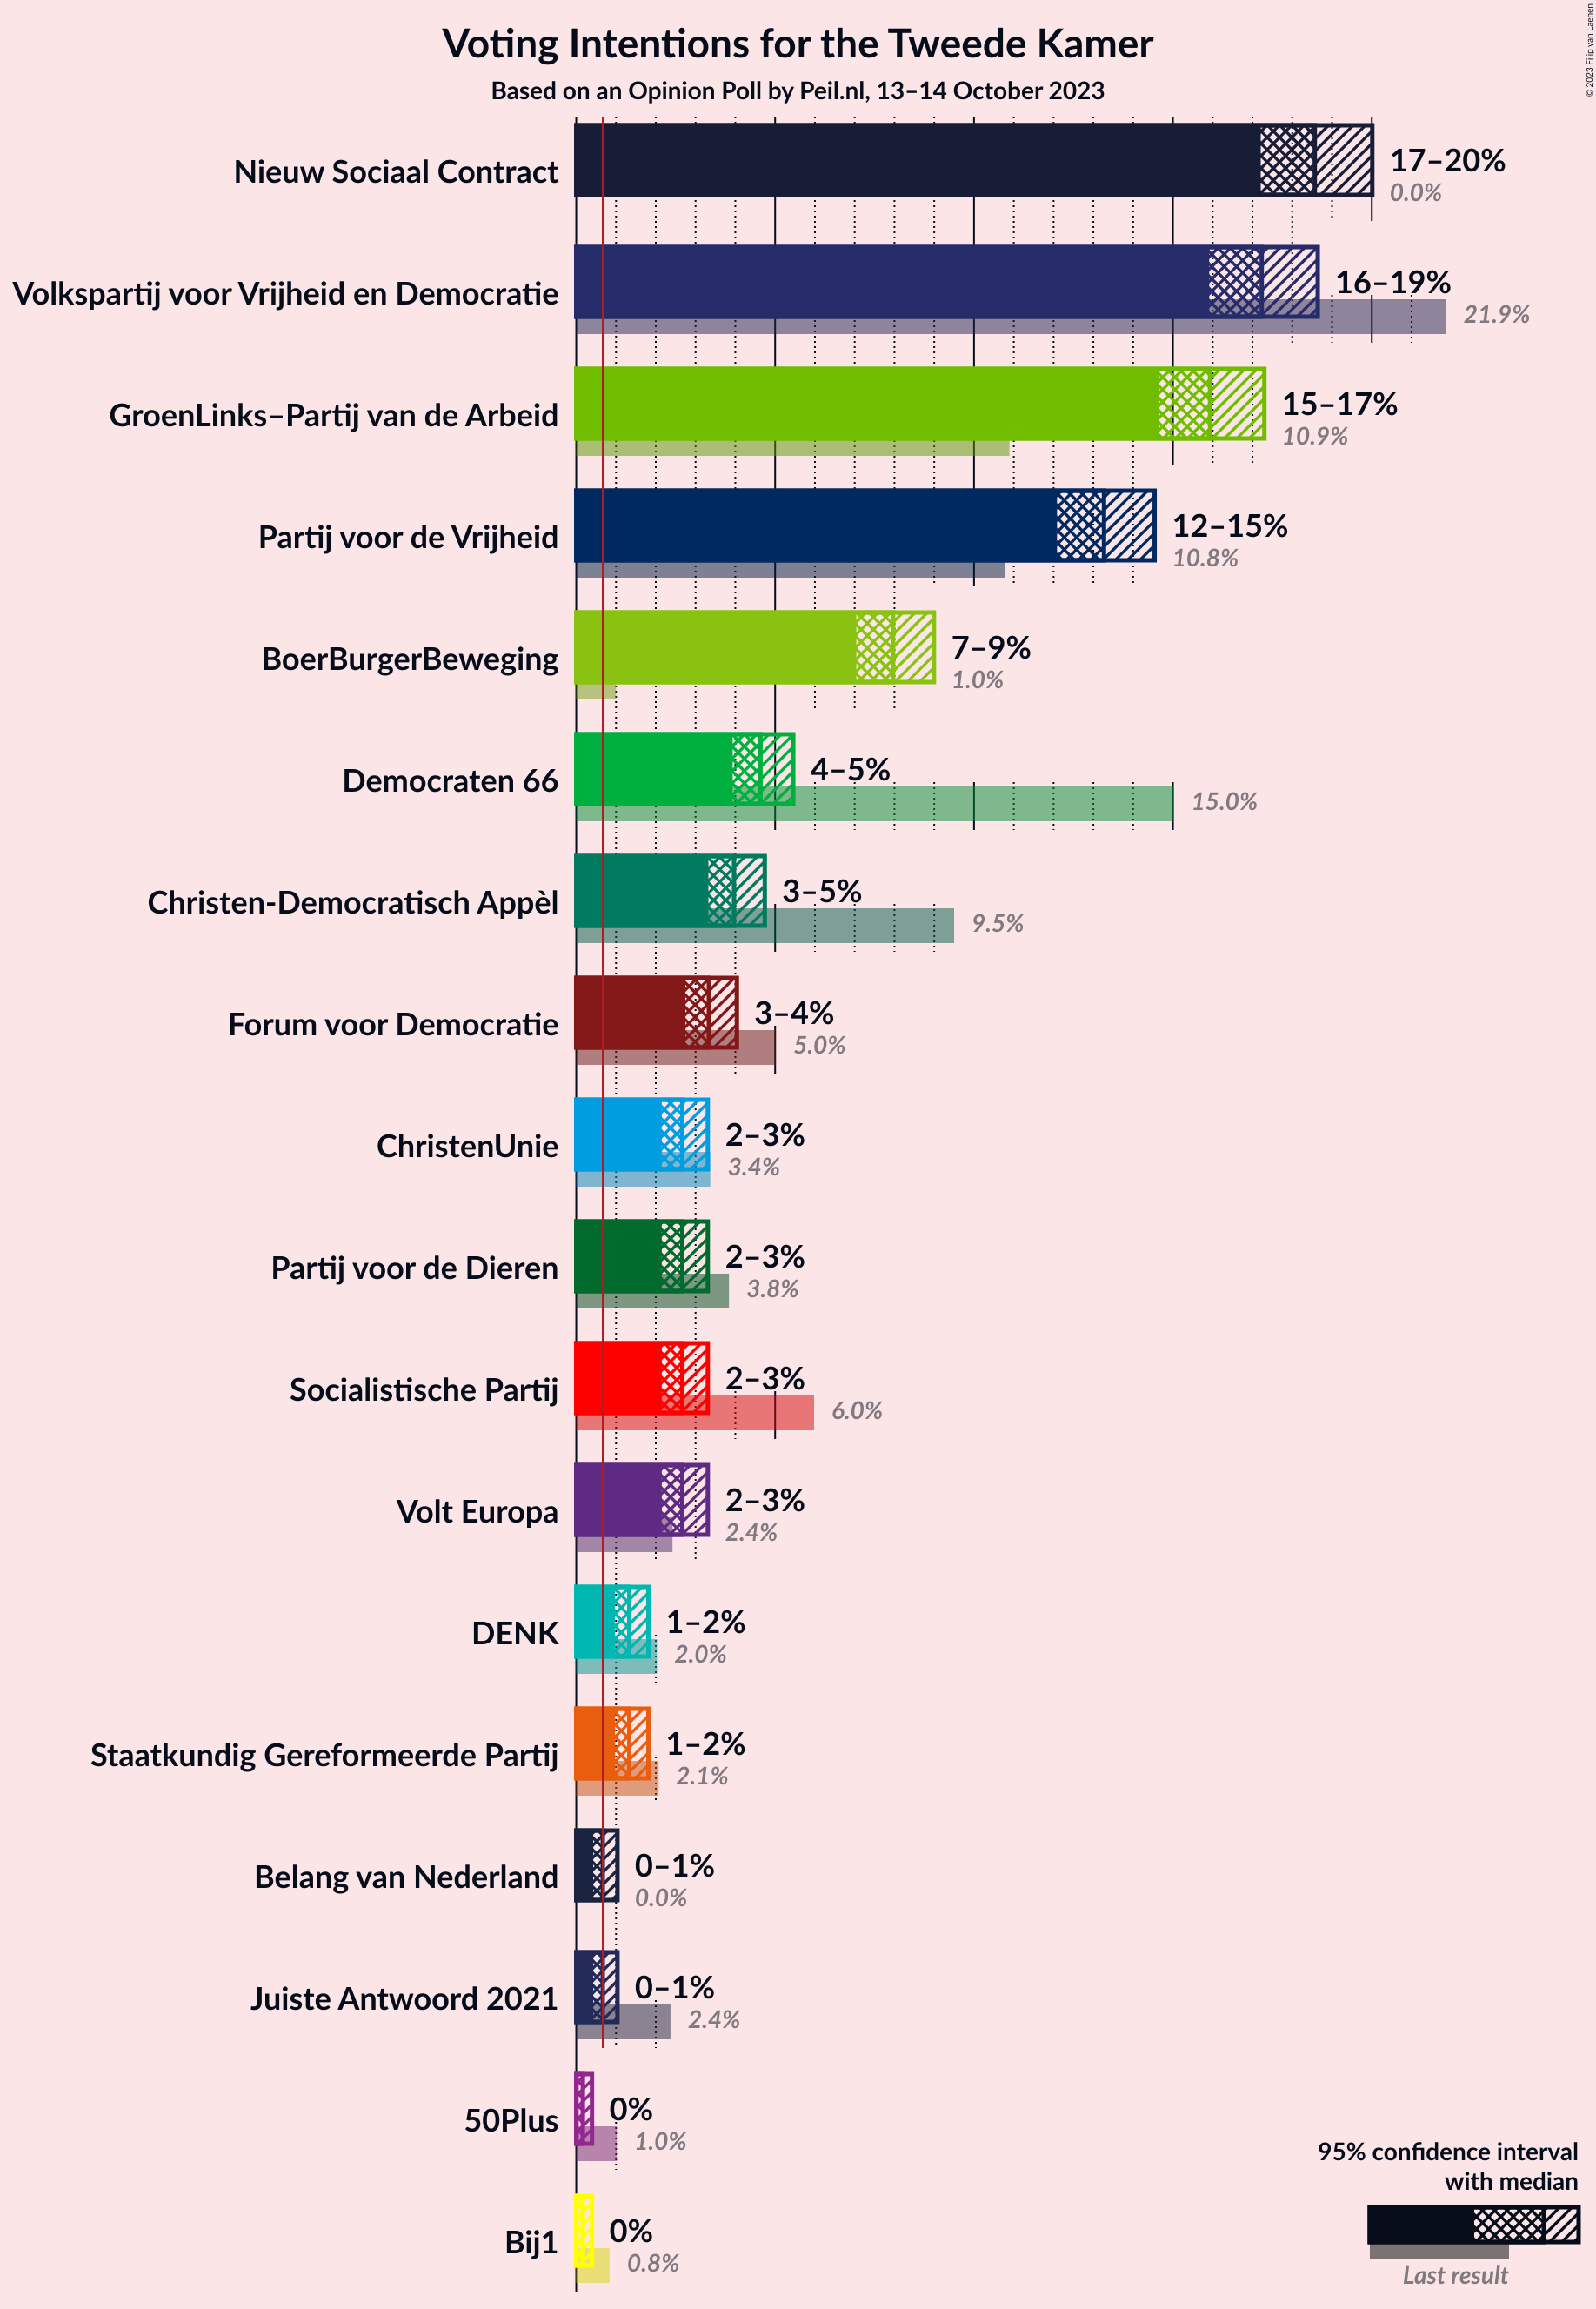 Voting Intentions for the Tweede Kamer
Based on an Opinion Poll by Peil.nl, 13–14 October 2023
© 2023 Filip van Laenen
Nieuw Sociaal Contract
17–20%
0.0%
Volkspartij voor Vrijheid en Democratie
16–19%
21.9%
GroenLinks–Partij van de Arbeid
15–17%
10.9%
Partij voor de Vrijheid
12–15%
10.8%
BoerBurgerBeweging
7–9%
1.0%
Democraten 66
4–5%
15.0%
Christen-Democratisch Appèl
3–5%
9.5%
Forum voor Democratie
3–4%
5.0%
ChristenUnie
2–3%
3.4%
Partij voor de Dieren
2–3%
3.8%
Socialistische Partij
2–3%
6.0%
Volt Europa
2–3%
2.4%
DENK
1–2%
2.0%
Staatkundig Gereformeerde Partij
1–2%
2.1%
Belang van Nederland
0–1%
0.0%
Juiste Antwoord 2021
0–1%
2.4%
50Plus
0%
1.0%
Bij1
0%
0.8%
95% confidence interval
with median
Last result